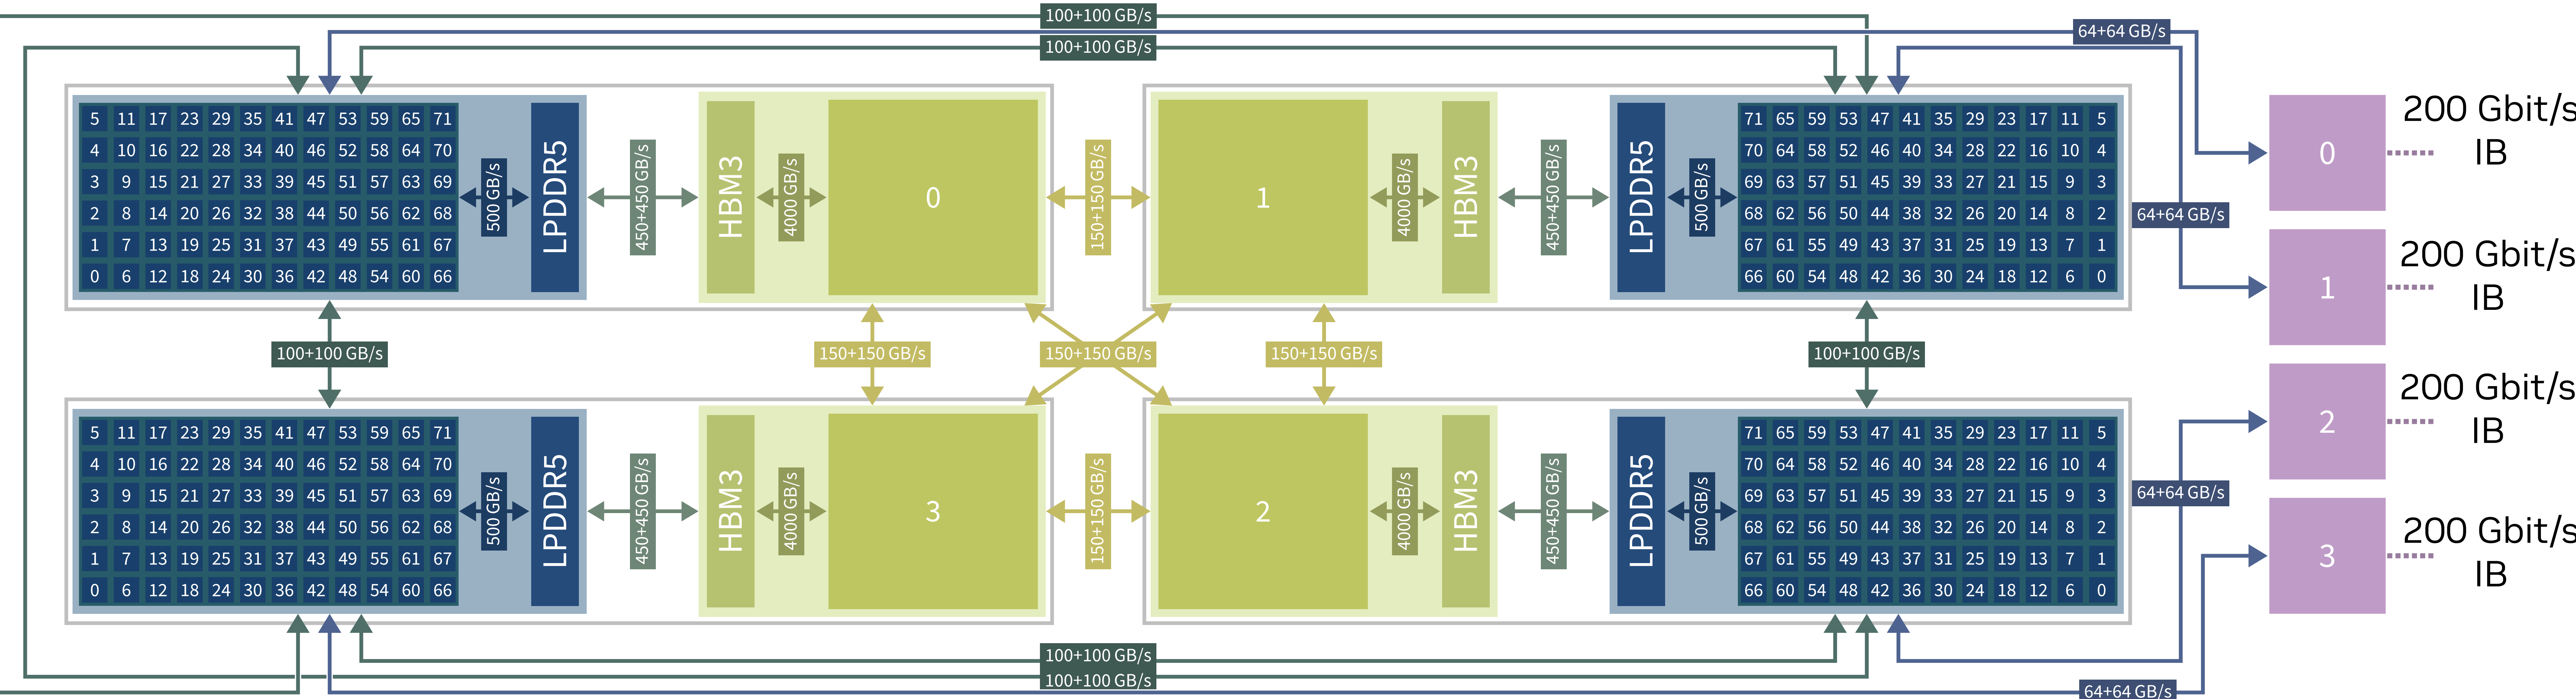 100+100 GB/s
64+64 GB/s
100+100 GB/s
5 11 17 23 29 35 41 47 53 59 65 71
4 10 16 22 28 34 40 46 52 58 64 70
3 9 15 21 27 33 39 45 51 57 63 69
2 8 14 20 26 32 38 44 50 56 62 68
1 7 13 19 25 31 37 43 49 55 61 67
0 6 12 18 24 30 36 42 48 54 60 66
500 GB/s
LPDDR5
450+450 GB/s
HBM3
4000 GB/s
0
150+150 GB/s
1
4000 GB/s
HBM3
450+450 GB/s
LPDDR5
500 GB/s
71 65 59 53 47 41 35 29 23 17 11 5
70 64 58 52 46 40 34 28 22 16 10 4
69 63 57 51 45 39 33 27 21 15 9 3
68 62 56 50 44 38 32 26 20 14 8 2
67 61 55 49 43 37 31 25 19 13 7 1
66 60 54 48 42 36 30 24 18 12 6 0
64+64 GB/s
0
200 Gbit/s
IB
1
200 Gbit/s
IB
100+100 GB/s
150+150 GB/s
150+150 GB/s
150+150 GB/s
100+100 GB/s
5 11 17 23 29 35 41 47 53 59 65 71
4 10 16 22 28 34 40 46 52 58 64 70
3 9 15 21 27 33 39 45 51 57 63 69
2 8 14 20 26 32 38 44 50 56 62 68
1 7 13 19 25 31 37 43 49 55 61 67
0 6 12 18 24 30 36 42 48 54 60 66
500 GB/s
LPDDR5
450+450 GB/s
HBM3
4000 GB/s
3
150+150 GB/s
2
4000 GB/s
HBM3
450+450 GB/s
LPDDR5
500 GB/s
71 65 59 53 47 41 35 29 23 17 11 5
70 64 58 52 46 40 34 28 22 16 10 4
69 63 57 51 45 39 33 27 21 15 9 3
68 62 56 50 44 38 32 26 20 14 8 2
67 61 55 49 43 37 31 25 19 13 7 1
66 60 54 48 42 36 30 24 18 12 6 0
64+64 GB/s
2
200 Gbit/s
IB
3
200 Gbit/s
IB
100+100 GB/s
100+100 GB/s
64+64 GB/s